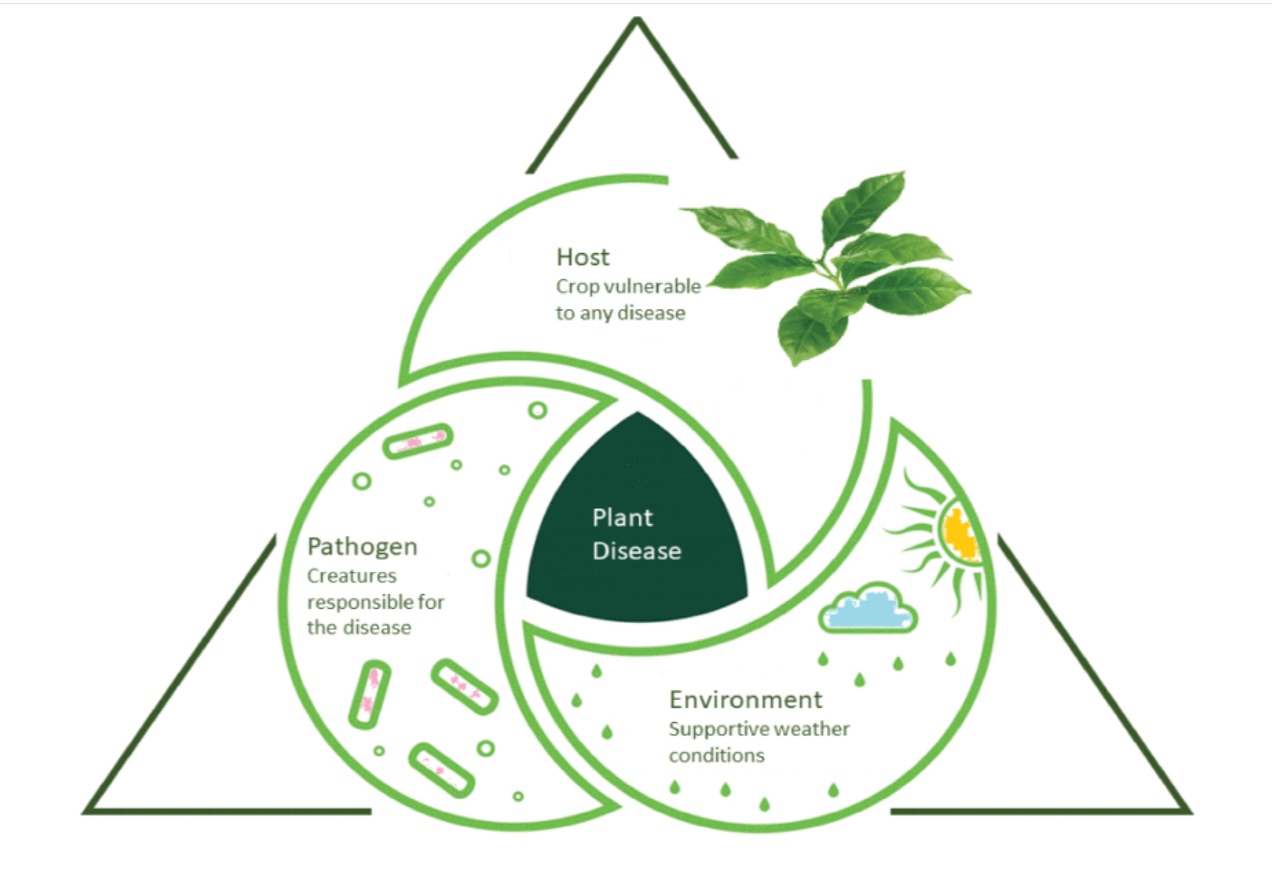 Host
Crop vulnerable
to any disease
Plant
Disease
Pathogen
Creatures
responsible for
the disease
Environment
Supportive weather
conditions